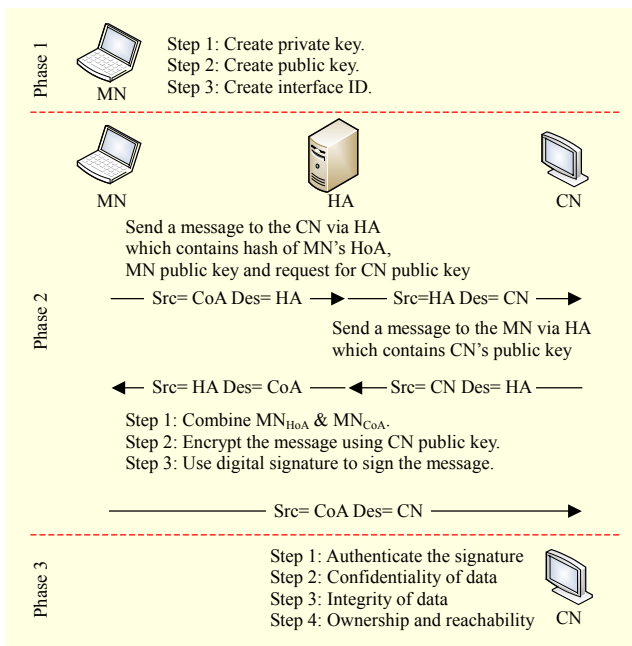 Phase 1
Step 1: Create private key.
Step 2: Create public key.
Step 3: Create interface ID.
MN
Phase 2
MN
HA
CN
Send a message to the CN via HA
which contains hash of MN's HoA,
MN public key and request for CN public key
Src= CoA Des= HA
Src=HA Des= CN
Send a message to the MN via HA
which contains CN's public key
Src= HA Des= CoA
Src= CN Des= HA
Step 1: Combine MN_HoA & MN_CoA.
Step 2: Encrypt the message using CN public key.
Step 3: Use digital signature to sign the message.
Src= CoA Des= CN
Phase 3
Step 1: Authenticate the signature
Step 2: Confidentiality of data
Step 3: Integrity of data
Step 4: Ownership and reachability
CN